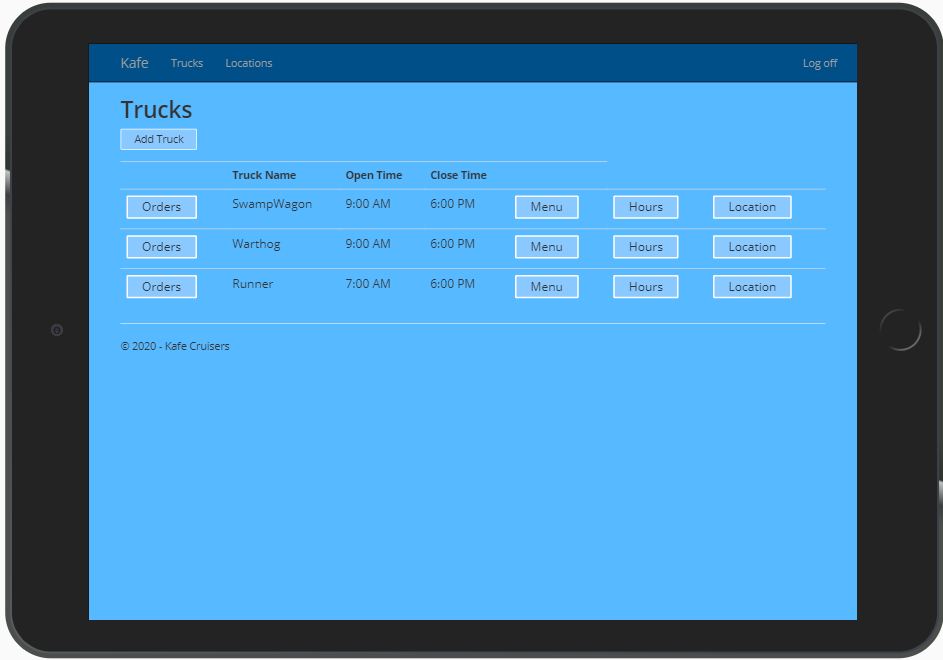 Kafe Trucks Locations Log off
Trucks
Add Truck
Truck Name Open Time Close Time
Orders SwampWagon 9:00 AM 6:00 PM Menu Hours Location
Orders Warthog 9:00 AM 6:00 PM Menu Hours Location
Orders Runner 7:00 AM 6:00 PM Menu Hours Location
© 2020 - Kafe Cruisers